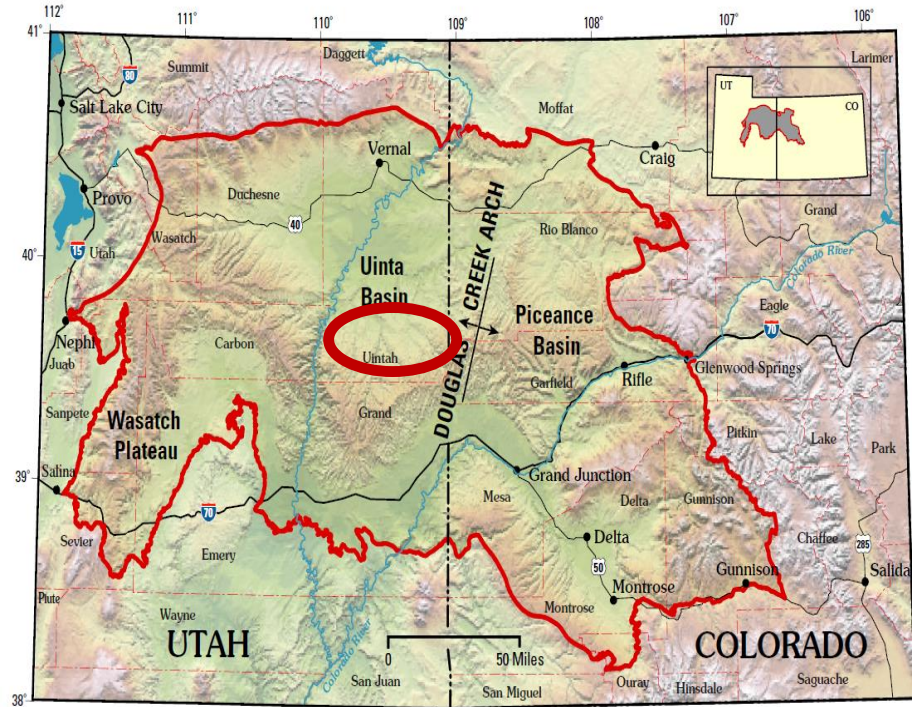 112°
111°
110°
109°
108°
107°
106°
41°
Daggett
Larimer
80
Summit
UT
CO
Salt Lake City
Moffat
Vernal
Craig
Provo
Duchesne
Grand
40
Rio Blanco
Wasatch
40°
15
Utah
Colorado River
Uinta
Basin
DOUGLAS CREEK ARCH
Eagle
70
Piceance
Basin
Nephi
Carbon
Uintah
Juab
Glenwood Springs
Rifle
Garfield
Sanpete
Grand
Wasatch
Plateau
Pitkin
Lake
Park
39°
Salina
Grand Junction
Mesa
Delta
Gunnison
70
Sevier
Emery
Delta
Chaffee
285
50
Salida
Gunnison
Montrose
Piute
Wayne
Montrose
UTAH
COLORADO
Colorado River
0
50 Miles
Ouray
Saguache
San Juan
Hinsdale
38°
San Miguel